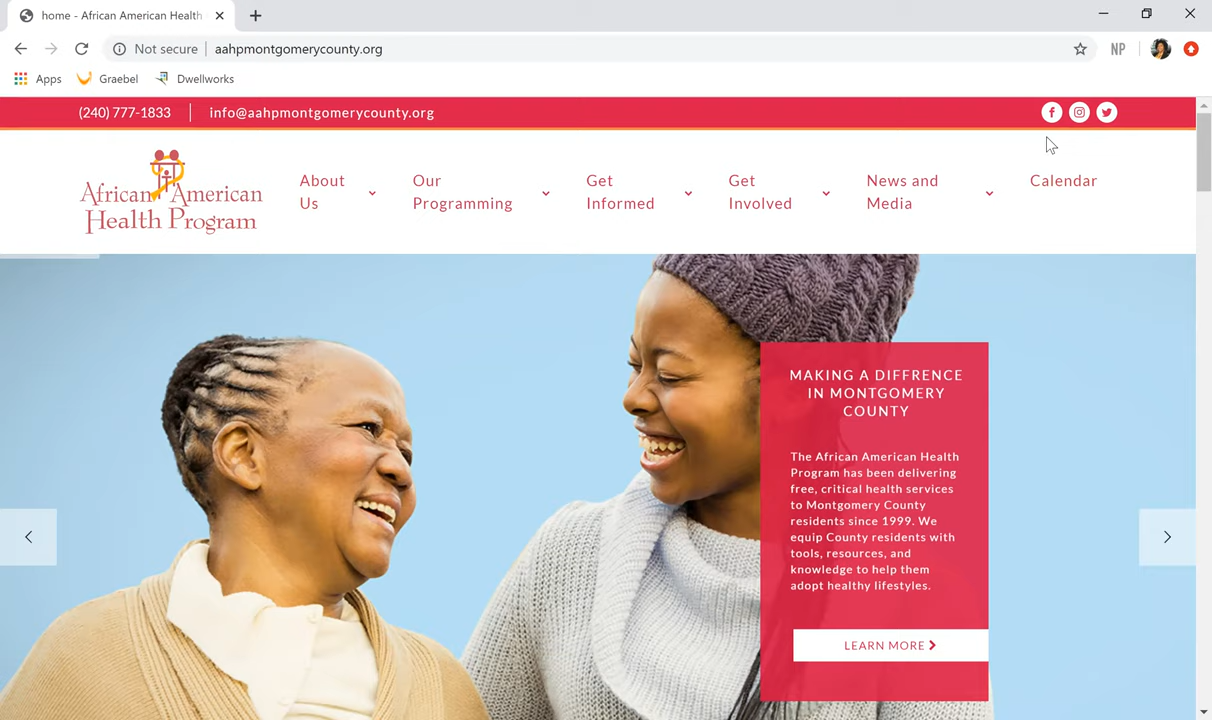 home - African American Health
Not secure
aahpmontgomerycounty.org
NP
Apps
Graebel
Dwellworks
(240) 777-1833
info@aahpmontgomerycounty.org
African American
Health Program
About
Us
Our
Programming
Get
Informed
Get
Involved
News and
Media
Calendar
MAKING A DIFFRENCE
IN MONTGOMERY
COUNTY
The African American Health
Program has been delivering
free, critical health services
to Montgomery County
residents since 1999. We
equip County residents with
tools, resources, and
knowledge to help them
adopt healthy lifestyles.
LEARN MORE